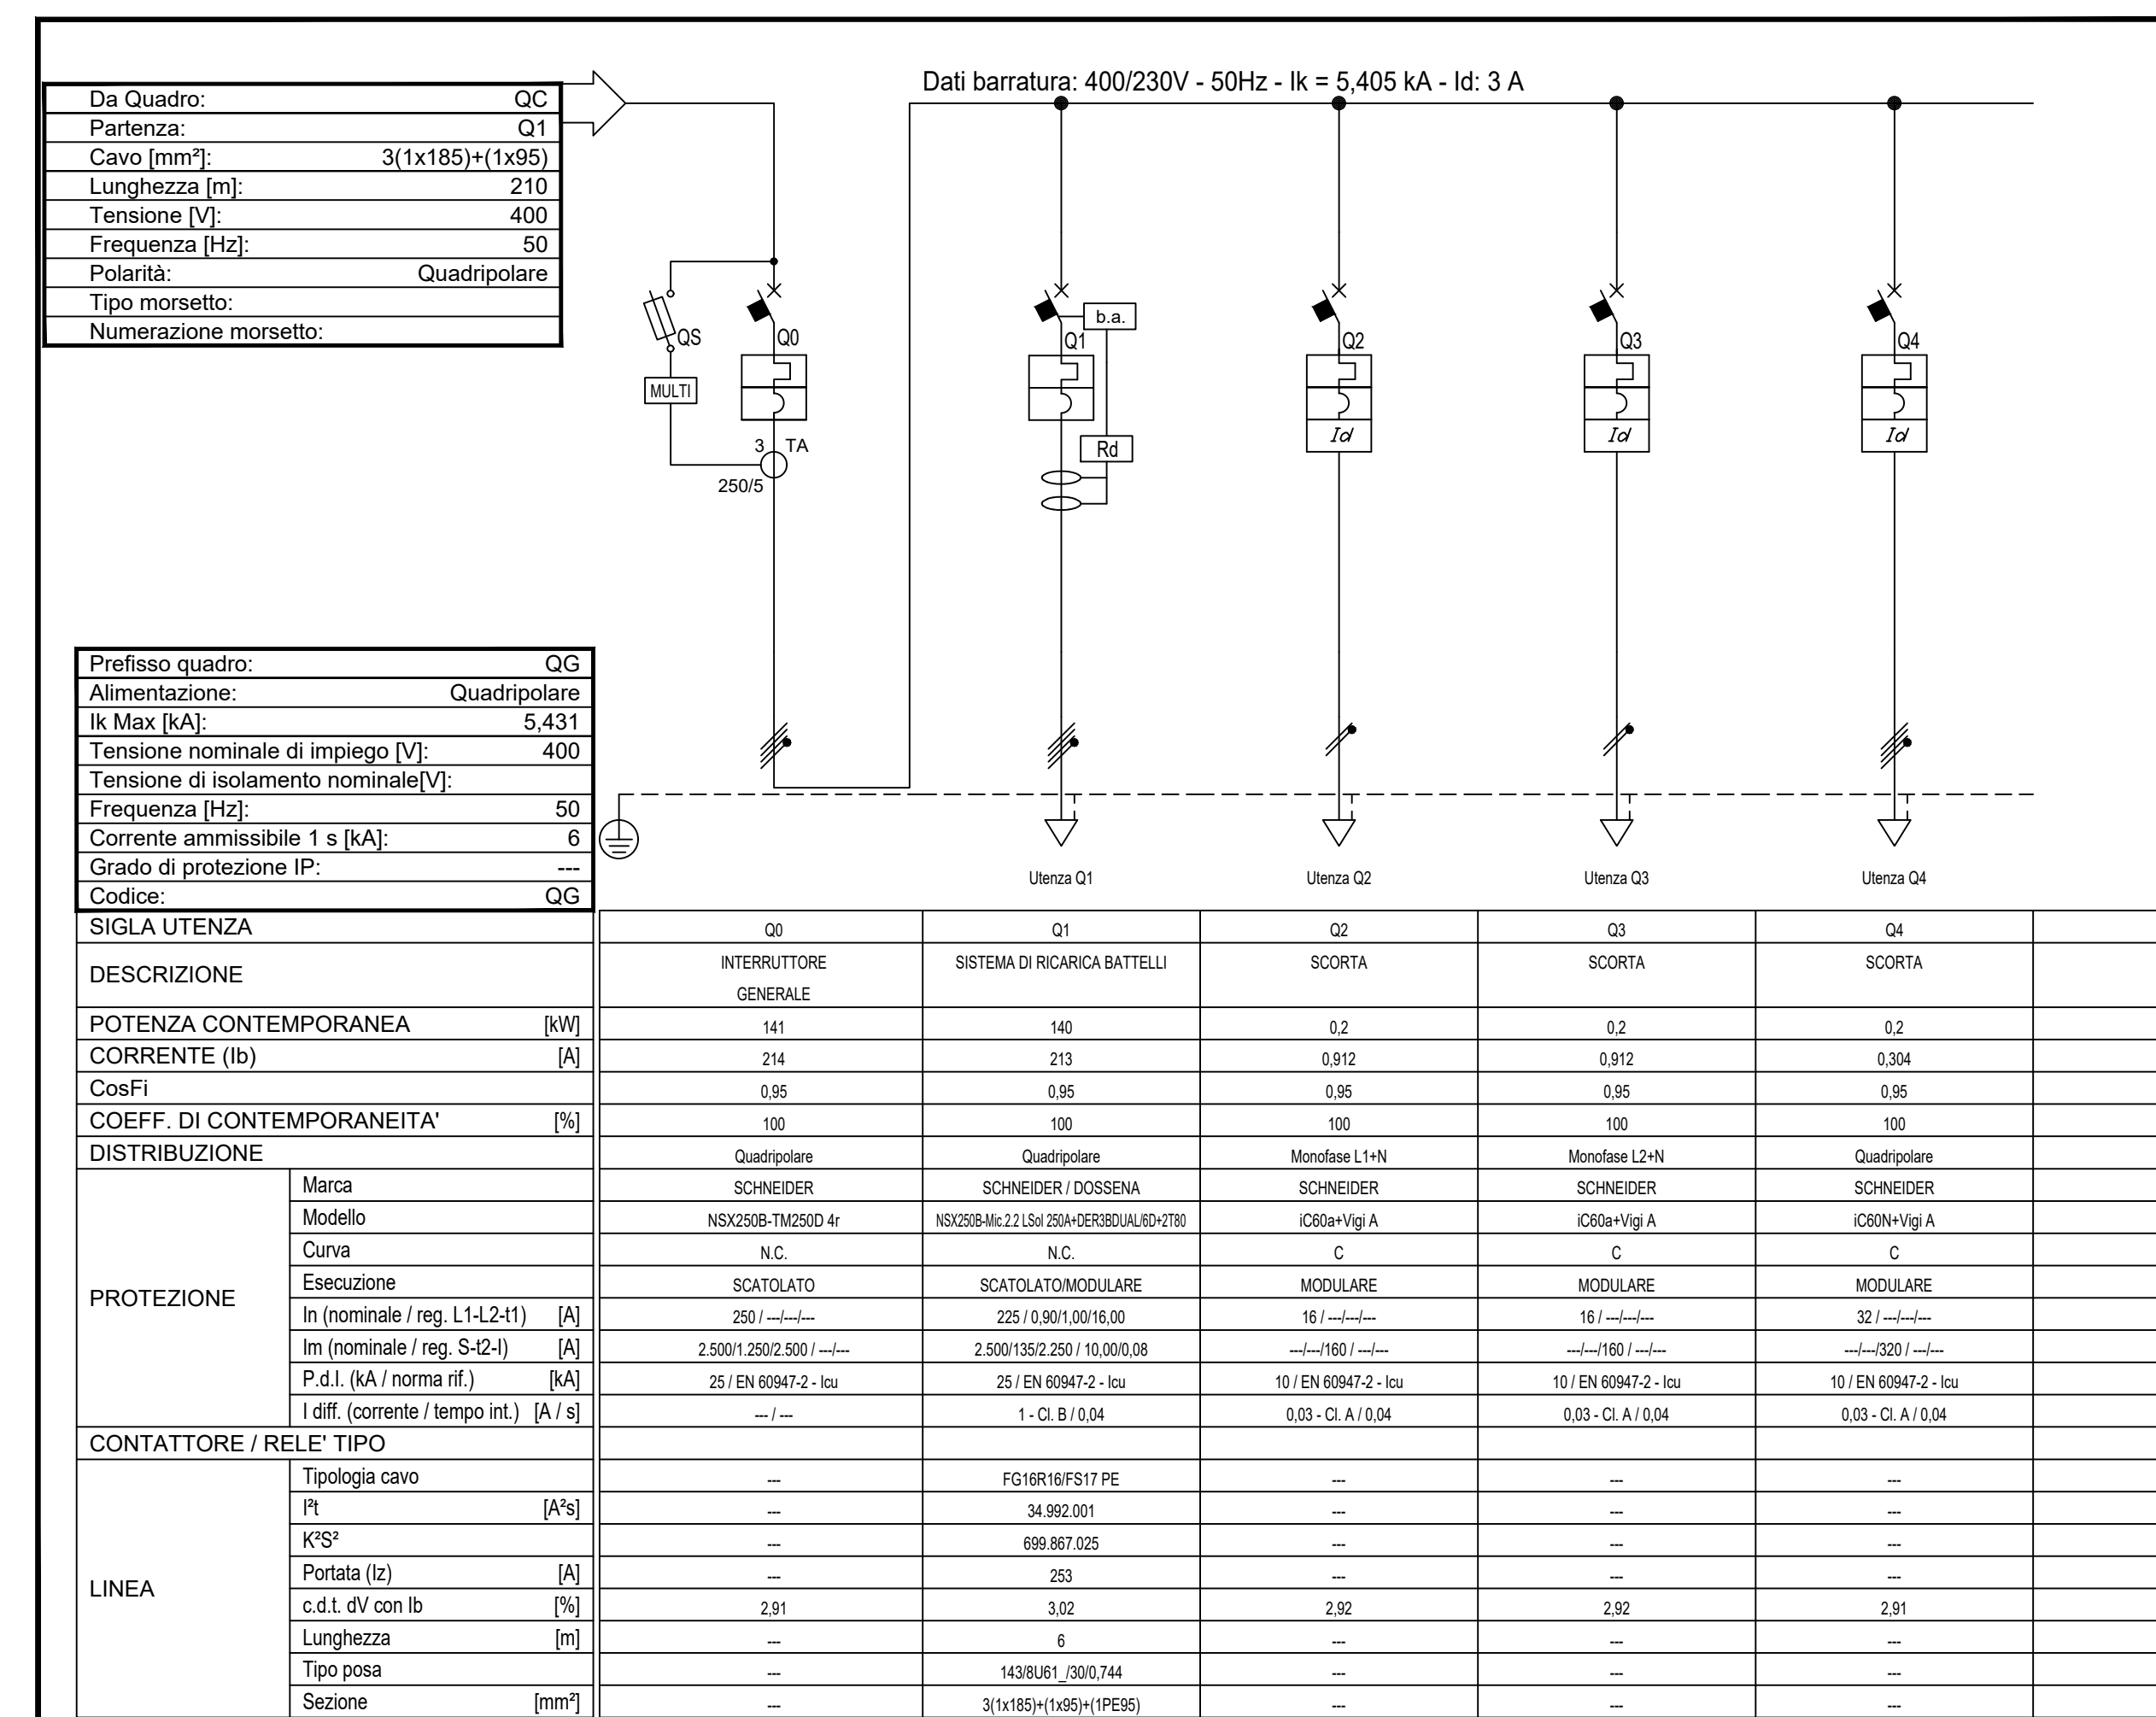 Dati barratura: 400/230V - 50Hz - Ik = 5,405 kA - Id: 3 A
Da Quadro: QC
Partenza: Q1
Cavo [mm²]: 3(1x185)+(1x95)
Lunghezza [m]: 210
Tensione [V]: 400
Frequenza [Hz]: 50
Polarità: Quadripolare
Tipo morsetto:
Numerazione morsetto:
b.a.
QS Q0 Q1 Q2 Q3 Q4
MULTI
Id Id Id
3 TA
Rd
250/5
Prefisso quadro: QG
Alimentazione: Quadripolare
Ik Max [kA]: 5,431
Tensione nominale di impiego [V]: 400
Tensione di isolamento nominale[V]:
Frequenza [Hz]: 50
Corrente ammissibile 1 s [kA]: 6
Grado di protezione IP: ---
Codice: QG
Utenza Q1 Utenza Q2 Utenza Q3 Utenza Q4
SIGLA UTENZA Q0 Q1 Q2 Q3 Q4
DESCRIZIONE INTERRUTTORE GENERALE SISTEMA DI RICARICA BATTELLI SCORTA SCORTA SCORTA
POTENZA CONTEMPORANEA [kW] 141 140 0,2 0,2 0,2
CORRENTE (Ib) [A] 214 213 0,912 0,912 0,304
CosFi 0,95 0,95 0,95 0,95 0,95
COEFF. DI CONTEMPORANEITA' [%] 100 100 100 100 100
DISTRIBUZIONE Quadripolare Quadripolare Monofase L1+N Monofase L2+N Quadripolare
PROTEZIONE
Marca SCHNEIDER SCHNEIDER / DOSSENA SCHNEIDER SCHNEIDER SCHNEIDER
Modello NSX250B-TM250D 4r NSX250B-Mic.2.2 LSol 250A+DER3BDUAL/6D+2T80 iC60a+Vigi A iC60a+Vigi A iC60N+Vigi A
Curva N.C. N.C. C C C
Esecuzione SCATOLATO SCATOLATO/MODULARE MODULARE MODULARE MODULARE
In (nominale / reg. L1-L2-t1) [A] 250 / ---/---/--- 225 / 0,90/1,00/16,00 16 / ---/---/--- 16 / ---/---/--- 32 / ---/---/---
Im (nominale / reg. S-t2-I) [A] 2.500/1.250/2.500 / ---/--- 2.500/135/2.250 / 10,00/0,08 ---/---/160 / ---/--- ---/---/160 / ---/--- ---/---/320 / ---/---
P.d.I. (kA / norma rif.) [kA] 25 / EN 60947-2 - Icu 25 / EN 60947-2 - Icu 10 / EN 60947-2 - Icu 10 / EN 60947-2 - Icu 10 / EN 60947-2 - Icu
I diff. (corrente / tempo int.) [A / s] --- / --- 1 - Cl. B / 0,04 0,03 - Cl. A / 0,04 0,03 - Cl. A / 0,04 0,03 - Cl. A / 0,04
CONTATTORE / RELE' TIPO
LINEA
Tipologia cavo --- FG16R16/FS17 PE --- --- ---
I²t [A²s] --- 34.992.001 --- --- ---
K²S² --- 699.867.025 --- --- ---
Portata (Iz) [A] --- 253 --- --- ---
c.d.t. dV con Ib [%] 2,91 3,02 2,92 2,92 2,91
Lunghezza [m] --- 6 --- --- ---
Tipo posa --- 143/8U61_/30/0,744 --- --- ---
Sezione [mm²] --- 3(1x185)+(1x95)+(1PE95) --- --- ---